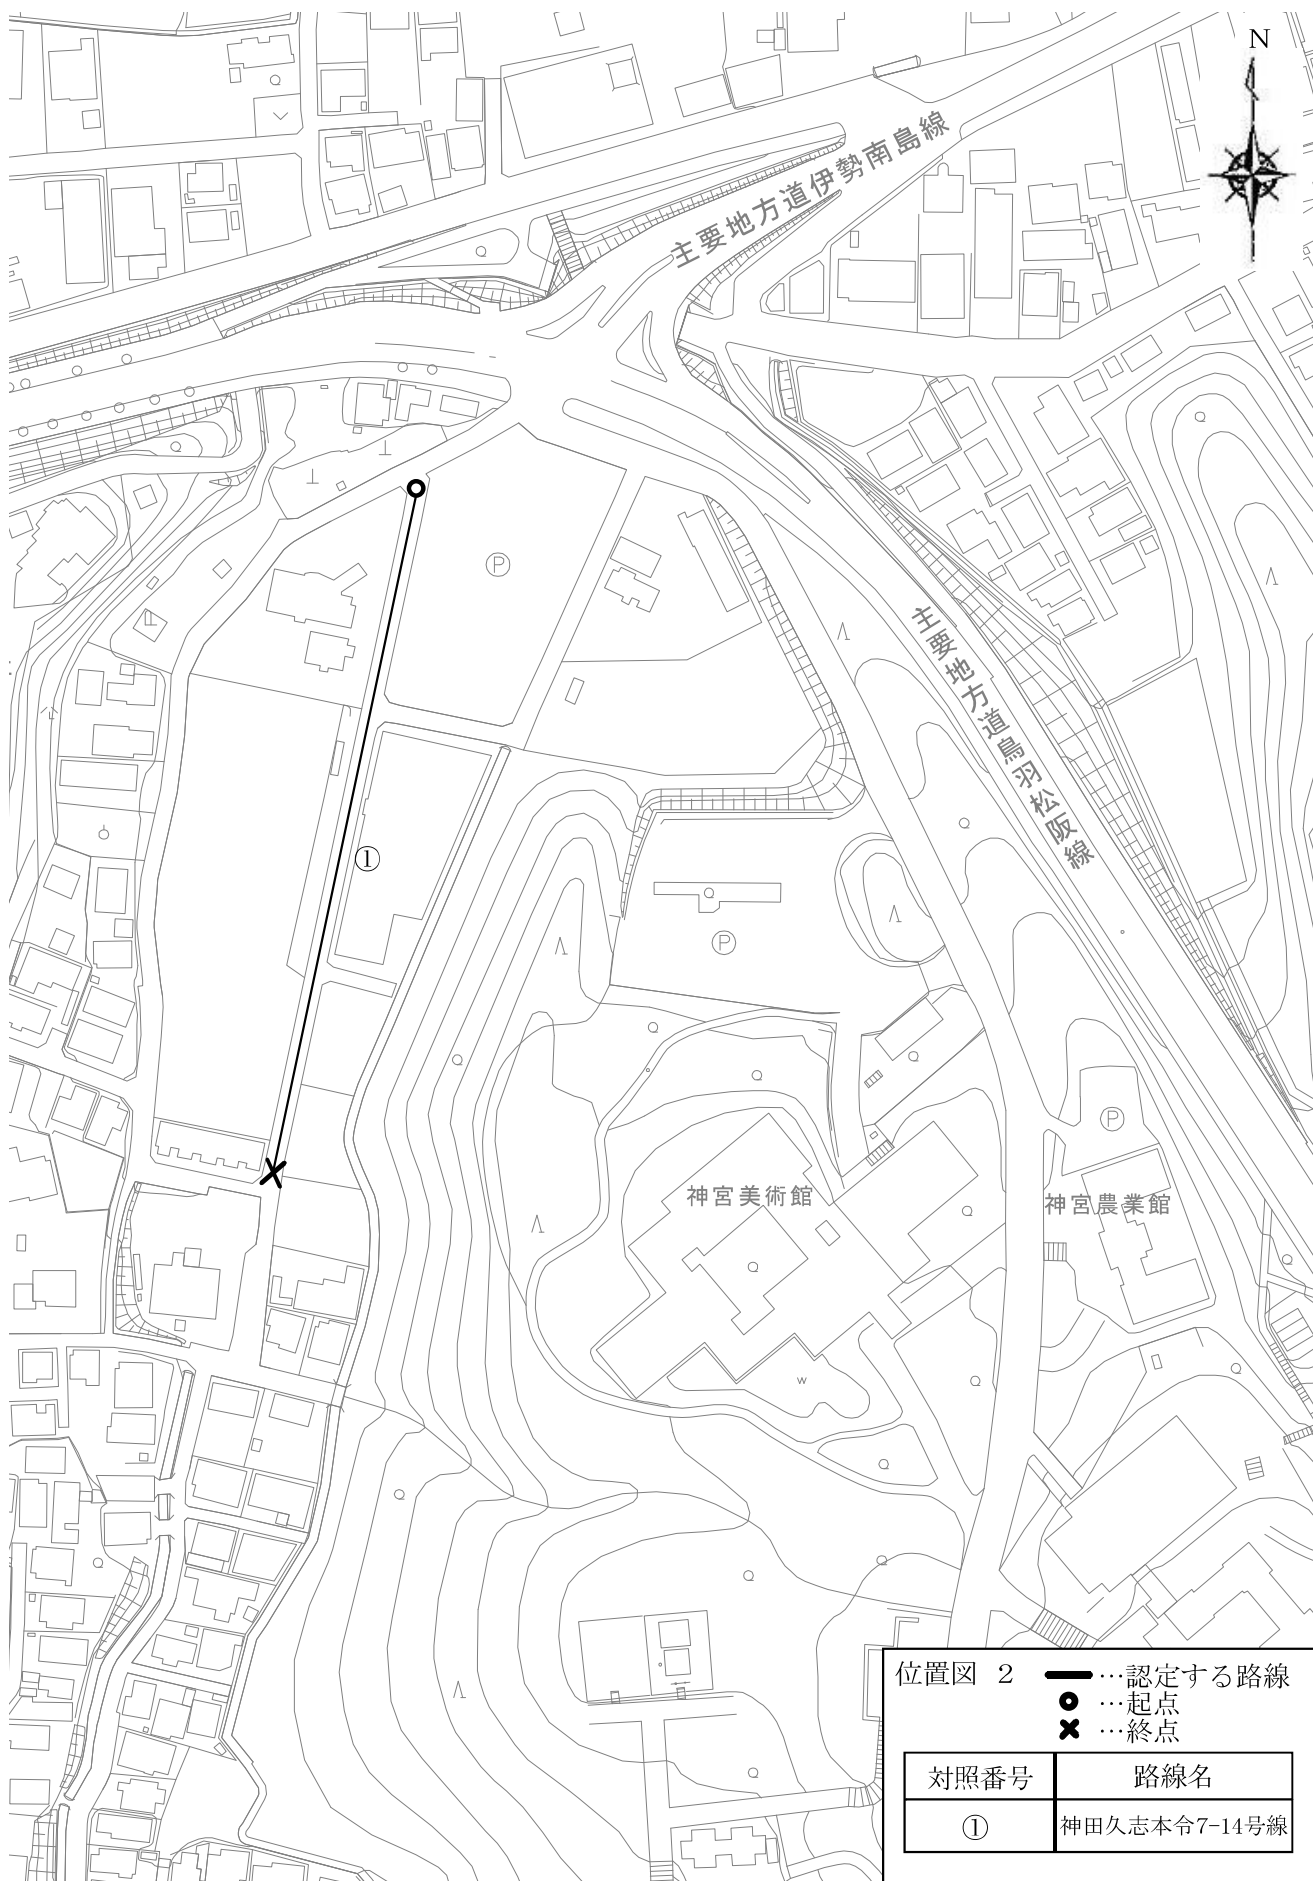 N
主要地方道伊勢南島線
Ⓟ
主要地方道鳥羽松阪線
①
Ⓟ
Ⓟ
神宮美術館
神宮農業館
W
位置図 2
…認定する路線
…起点
…終点
対照番号 路線名
① 神田久志本令7-14号線